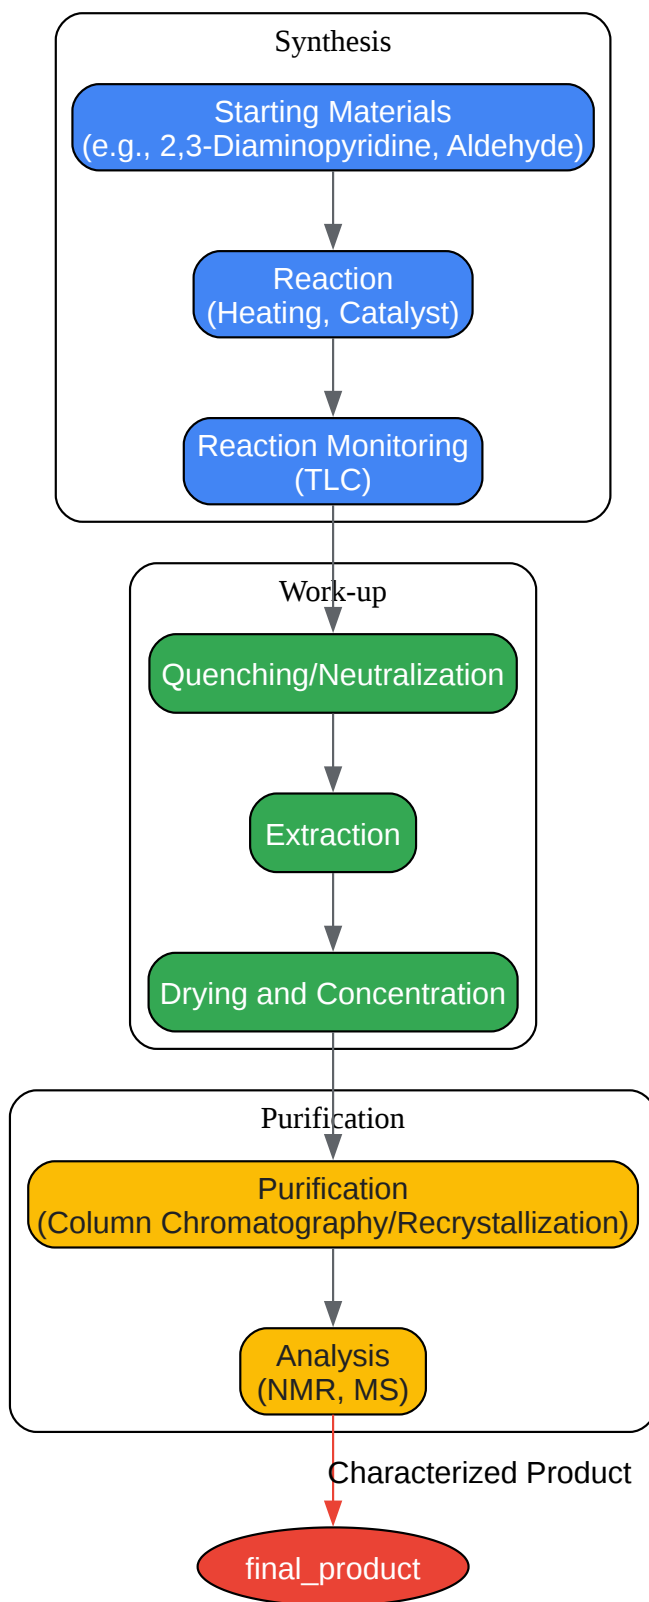 Synthesis
Starting Materials
(e.g., 2,3-Diaminopyridine, Aldehyde)
Reaction
(Heating, Catalyst)
Reaction Monitoring
(TLC)
Work-up
Quenching/Neutralization
Extraction
Drying and Concentration
Purification
Purification
(Column Chromatography/Recrystallization)
Analysis
(NMR, MS)
Characterized Product
final_product